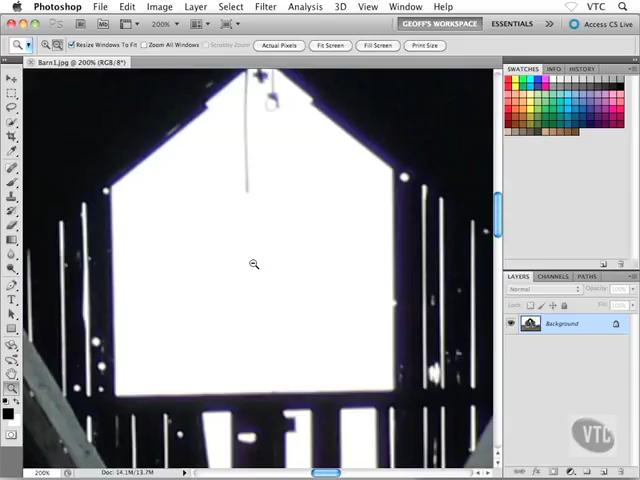 Photoshop File Edit Image Layer Select Filter Analysis 3D View Window Help VTC
Ps 200% GEOFF'S WORKSPACE ESSENTIALS Access CS Live
Resize Windows To Fit Zoom All Windows Scrubby Zoom Actual Pixels Fit Screen Fill Screen Print Size
Barn1.jpg @ 200% (RGB/8*)
SWATCHES INFO HISTORY
LAYERS CHANNELS PATHS
Normal Opacity: 100%
Lock: Fill: 100%
Background
VTC
200% Doc: 14.1M/13.7M